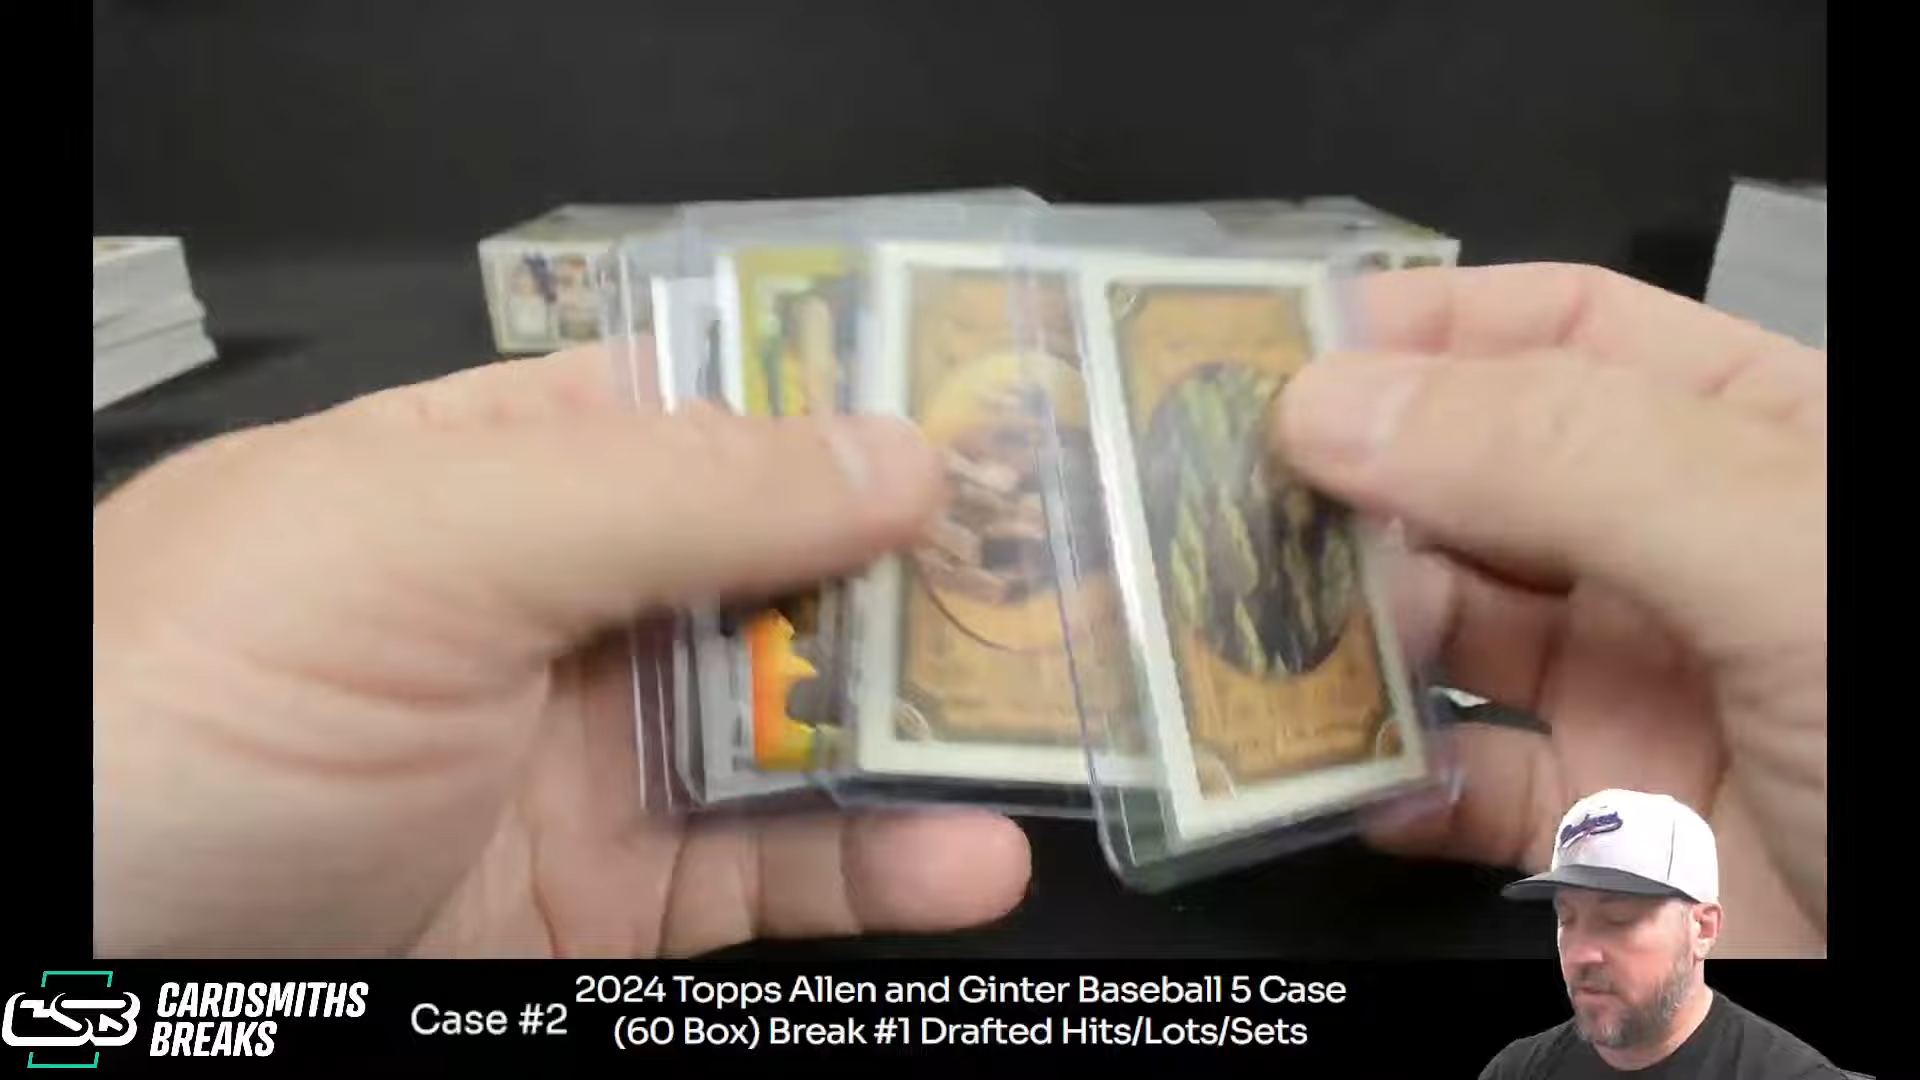 CARDSMITHS
BREAKS
Case #2
2024 Topps Allen and Ginter Baseball 5 Case
(60 Box) Break #1 Drafted Hits/Lots/Sets